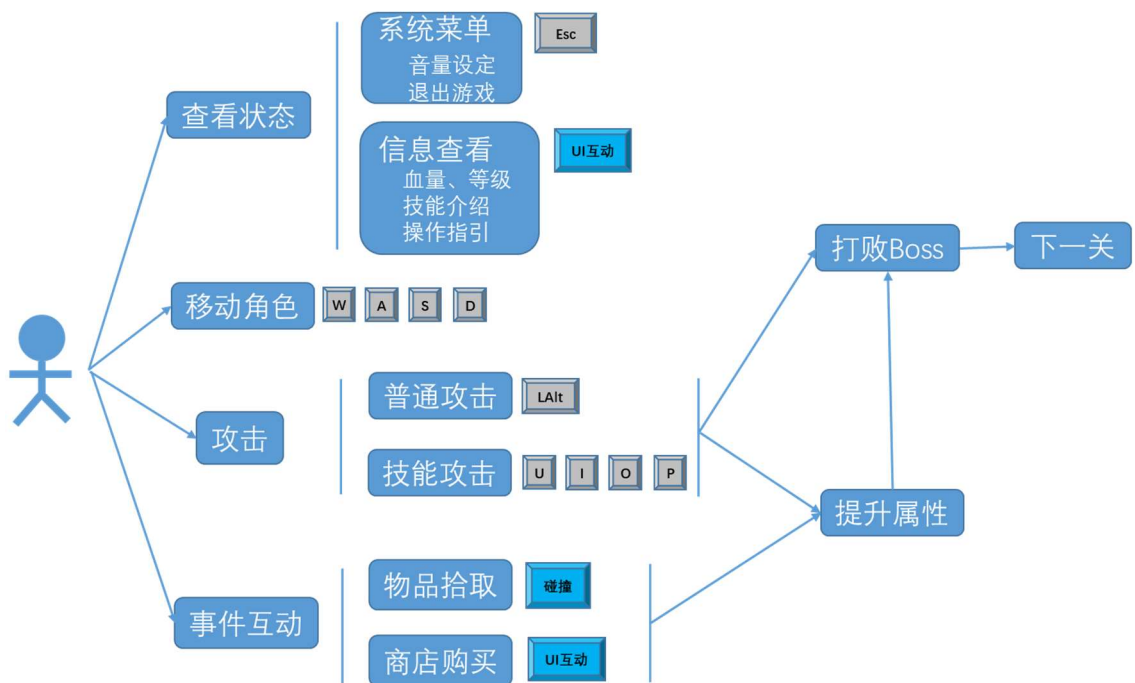 系统菜单
Esc
音量设定
退出游戏
查看状态
信息查看
UI互动
血量、等级
技能介绍
操作指引
打败Boss
下一关
移动角色
W A S D
普通攻击
LAlt
攻击
技能攻击
U I O P
提升属性
物品拾取
碰撞
事件互动
商店购买
UI互动